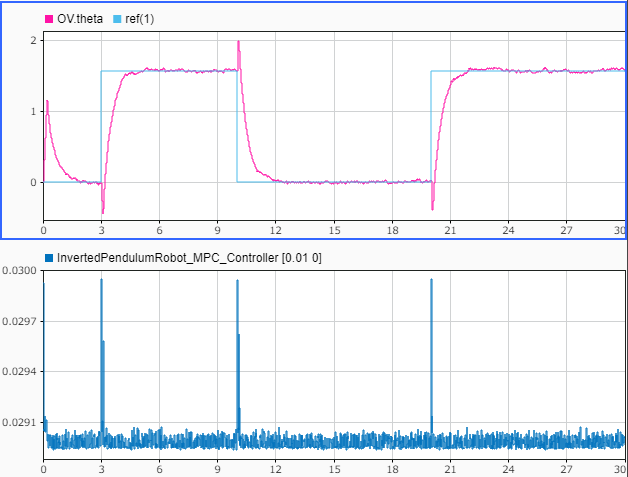 OV.theta ref(1)
2
1
0
0 3 6 9 12 15 18 21 24 27 30
InvertedPendulumRobot_MPC_Controller [0.01 0]
0.0300
0.0297
0.0294
0.0291
0 3 6 9 12 15 18 21 24 27 30